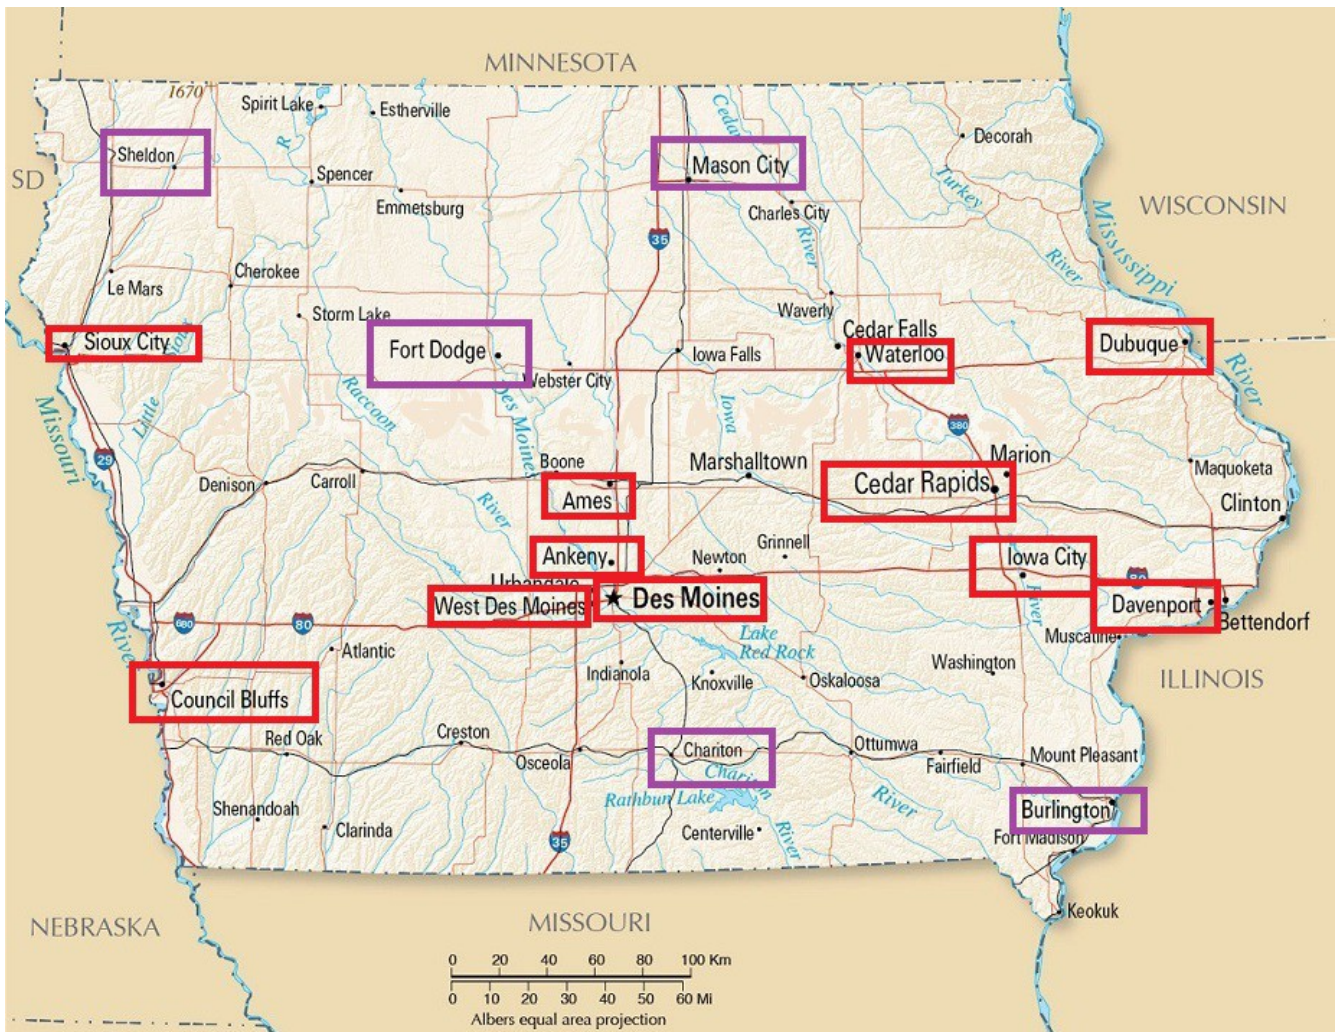 MINNESOTA
1670'
Spirit Lake
Estherville
Cedar
Decorah
R
Sheldon
SD
Spencer
Emmetsburg
Mason City
Charles City
Turkey
Mississippi
WISCONSIN
35
River
River
Le Mars
Cherokee
Storm Lake
Waverly
Cedar Falls
Sioux City
Sioux
Fort Dodge
Iowa Falls
Waterloo
Dubuque
River
Webster City
Missouri
Little
Raccoon
Des Moines
Iowa
380
29
Denison
Carroll
Boone
Marshalltown
Marion
Maquoketa
River
Ames
Cedar Rapids
Clinton
Ankeny
Newton
Grinnell
Iowa City
80
Urbandale
West Des Moines
Des Moines
River
Davenport
Bettendorf
River
680
80
Atlantic
Lake
Red Rock
Muscatine
Indianola
Knoxville
Oskaloosa
Washington
ILLINOIS
Council Bluffs
Red Oak
Creston
Osceola
Chariton
Ottumwa
Fairfield
Mount Pleasant
Chariton
Rathbun Lake
River
Burlington
Shenandoah
Clarinda
35
Centerville
River
Fort Madison
Keokuk
NEBRASKA
MISSOURI
0 20 40 60 80 100 Km
0 10 20 30 40 60 Mi
Albers equal area projection